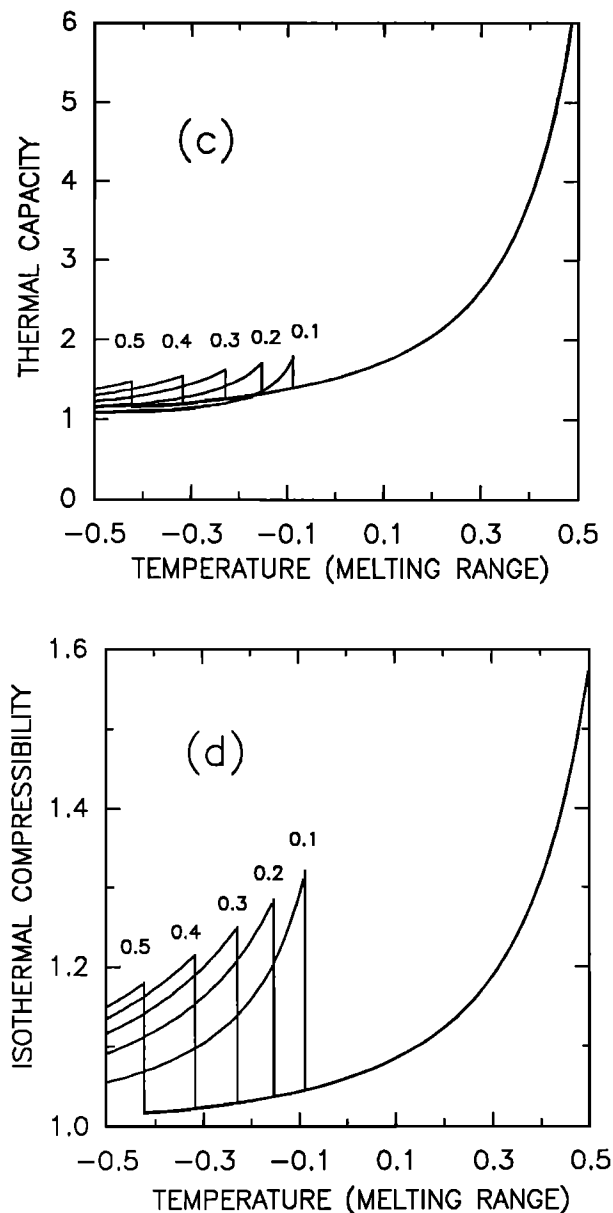 6
5
(c)
4
THERMAL CAPACITY
3
2
0.5 0.4 0.3 0.2 0.1
1
0
−0.5 −0.3 −0.1 0.1 0.3 0.5
TEMPERATURE (MELTING RANGE)
1.6
(d)
1.4
ISOTHERMAL COMPRESSIBILITY
0.1
0.2
0.3
0.4
0.5
1.2
1.0
−0.5 −0.3 −0.1 0.1 0.3 0.5
TEMPERATURE (MELTING RANGE)